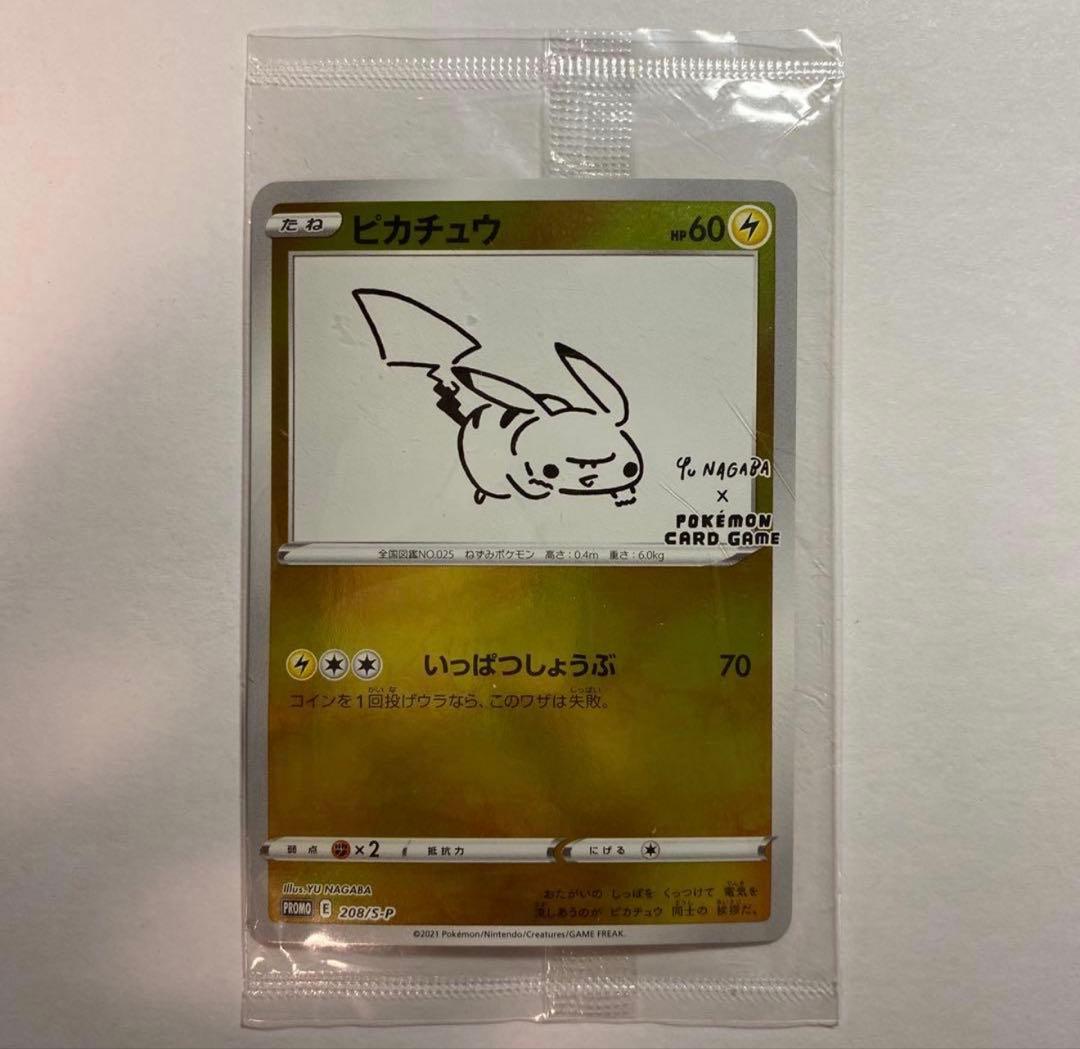 たね ピカチュウ HP 60
Yu NAGABA
×
POKÉMON
CARD GAME
全国図鑑NO.025 ねずみポケモン 高さ:0.4m 重さ:6.0kg
いっぱつしょうぶ 70
コインを1回投げウラなら、このワザは失敗。
弱点 ×2 抵抗力 にげる
Illus.YU NAGABA
おたがいの しっぽを くっつけて 電気を
流しあうのが ピカチュウ 同士の 挨拶だ。
PROMO E 208/S-P
©2021 Pokémon/Nintendo/Creatures/GAME FREAK.